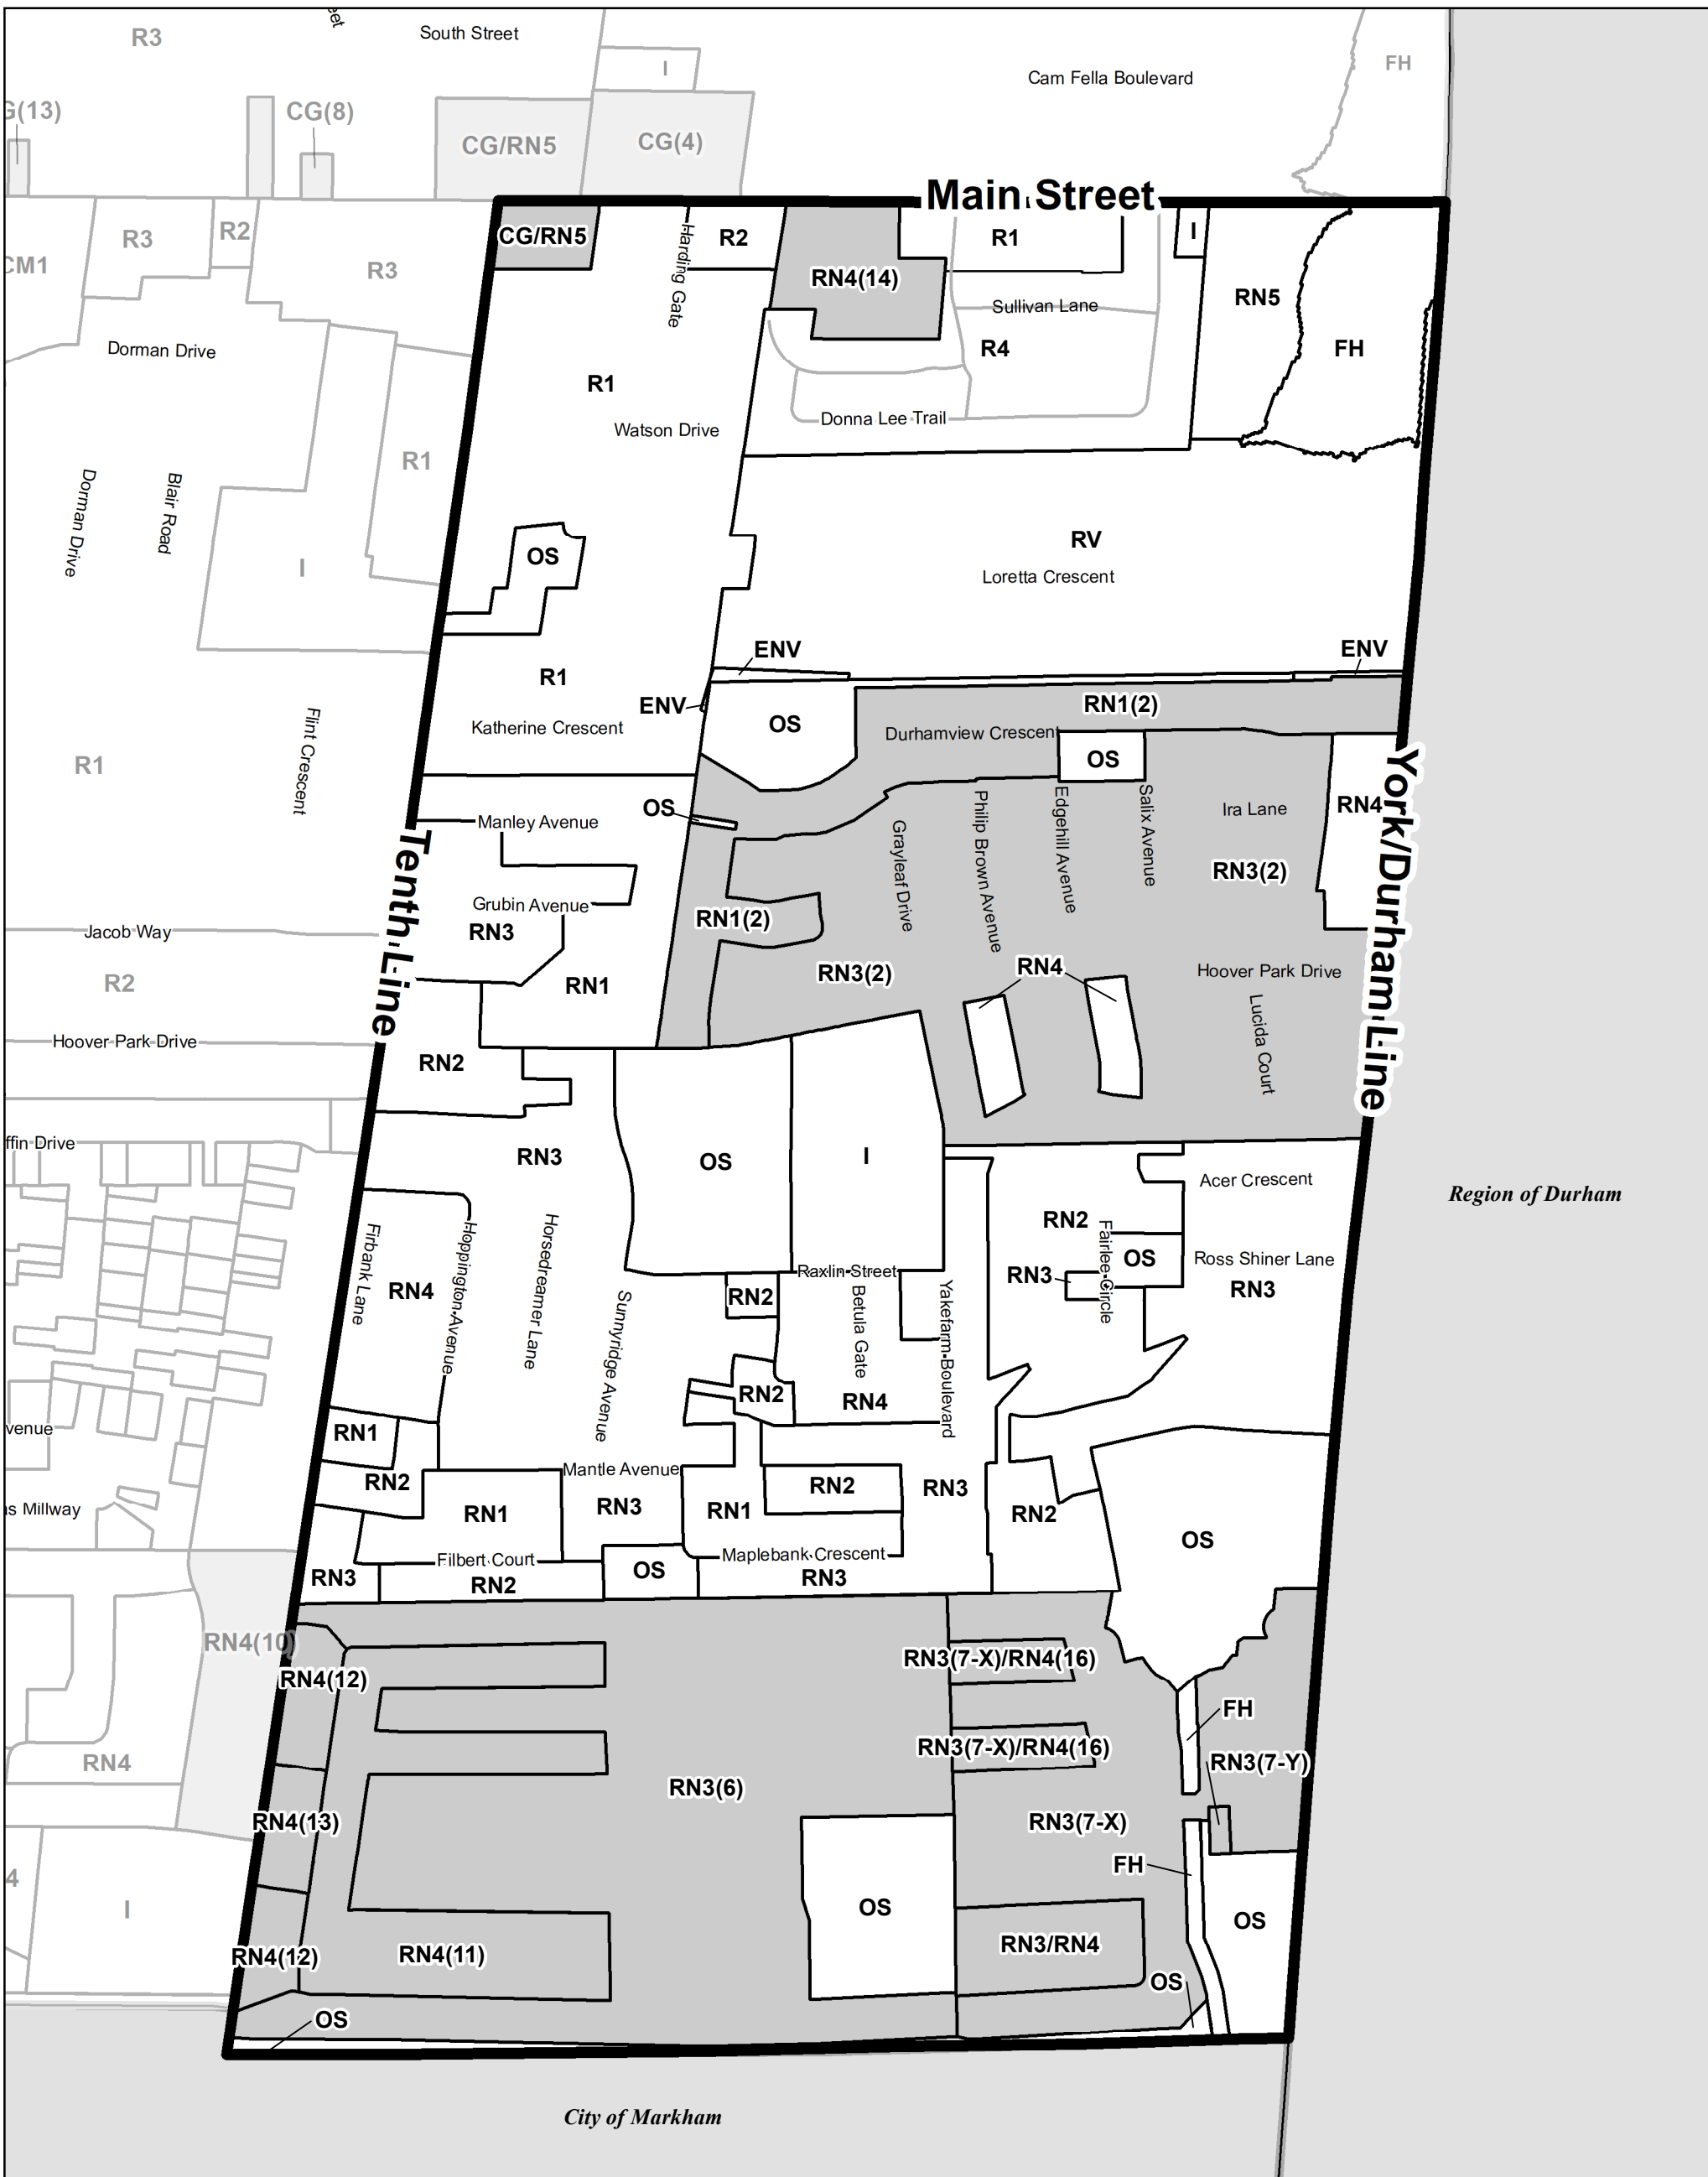 R3
eet
South Street
I
Cam Fella Boulevard
FH
G(13)
CG(8)
CG/RN5
CG(4)
Main Street
R3
R2
CM1
R3
CG/RN5
Harding Gate
R2
RN4(14)
R1
I
Sullivan Lane
RN5
R4
FH
Dorman Drive
R1
Donna Lee Trail
Watson Drive
R1
Dorman Drive
Blair Road
I
OS
RV
Loretta Crescent
ENV
ENV
R1
ENV
Katherine Crescent
OS
RN1(2)
Durhamview Crescent
OS
Flint Crescent
R1
Manley Avenue
OS
Grayleaf Drive
Philip Brown Avenue
Edgehill Avenue
Salix Avenue
Ira Lane
RN4
RN3(2)
York/Durham Line
Tenth Line
Grubin Avenue
RN3
RN1(2)
Jacob Way
R2
RN1
RN3(2)
RN4
Hoover Park Drive
Lucida Court
Hoover Park Drive
RN2
ffin Drive
RN3
OS
I
Acer Crescent
Region of Durham
RN2
Fairlee Circle
OS
Ross Shiner Lane
RN3
RN3
Firbank Lane
RN4
Hoppington Avenue
Horsedreamer Lane
Sunnyridge Avenue
Raxlin Street
RN2
Betula Gate
Yakefarm Boulevard
RN2
RN4
venue
RN1
RN2
Mantle Avenue
RN1
RN3
RN1
RN2
RN3
RN2
s Millway
OS
Filbert Court
Maplebank Crescent
RN3
RN2
OS
RN3
RN4(10)
RN4(12)
RN3(7-X)/RN4(16)
FH
RN3(7-X)/RN4(16)
RN3(7-Y)
RN4
RN3(6)
RN4(13)
RN3(7-X)
FH
4
I
OS
OS
RN4(12)
RN4(11)
RN3/RN4
OS
OS
City of Markham